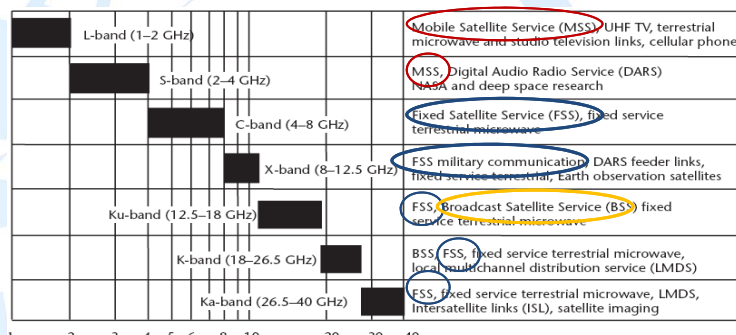 L-band (1–2 GHz)
Mobile Satellite Service (MSS), UHF TV, terrestrial
microwave and studio television links, cellular phone
S-band (2–4 GHz)
MSS, Digital Audio Radio Service (DARS)
NASA and deep space research
C-band (4–8 GHz)
Fixed Satellite Service (FSS), fixed service
terrestrial microwave
X-band (8–12.5 GHz)
FSS military communication, DARS feeder links,
fixed service terrestrial, Earth observation satellites
Ku-band (12.5–18 GHz)
FSS, Broadcast Satellite Service (BSS) fixed
service terrestrial microwave
K-band (18–26.5 GHz)
BSS, FSS, fixed service terrestrial microwave,
local multichannel distribution service (LMDS)
Ka-band (26.5–40 GHz)
FSS, fixed service terrestrial microwave, LMDS,
Intersatellite links (ISL), satellite imaging